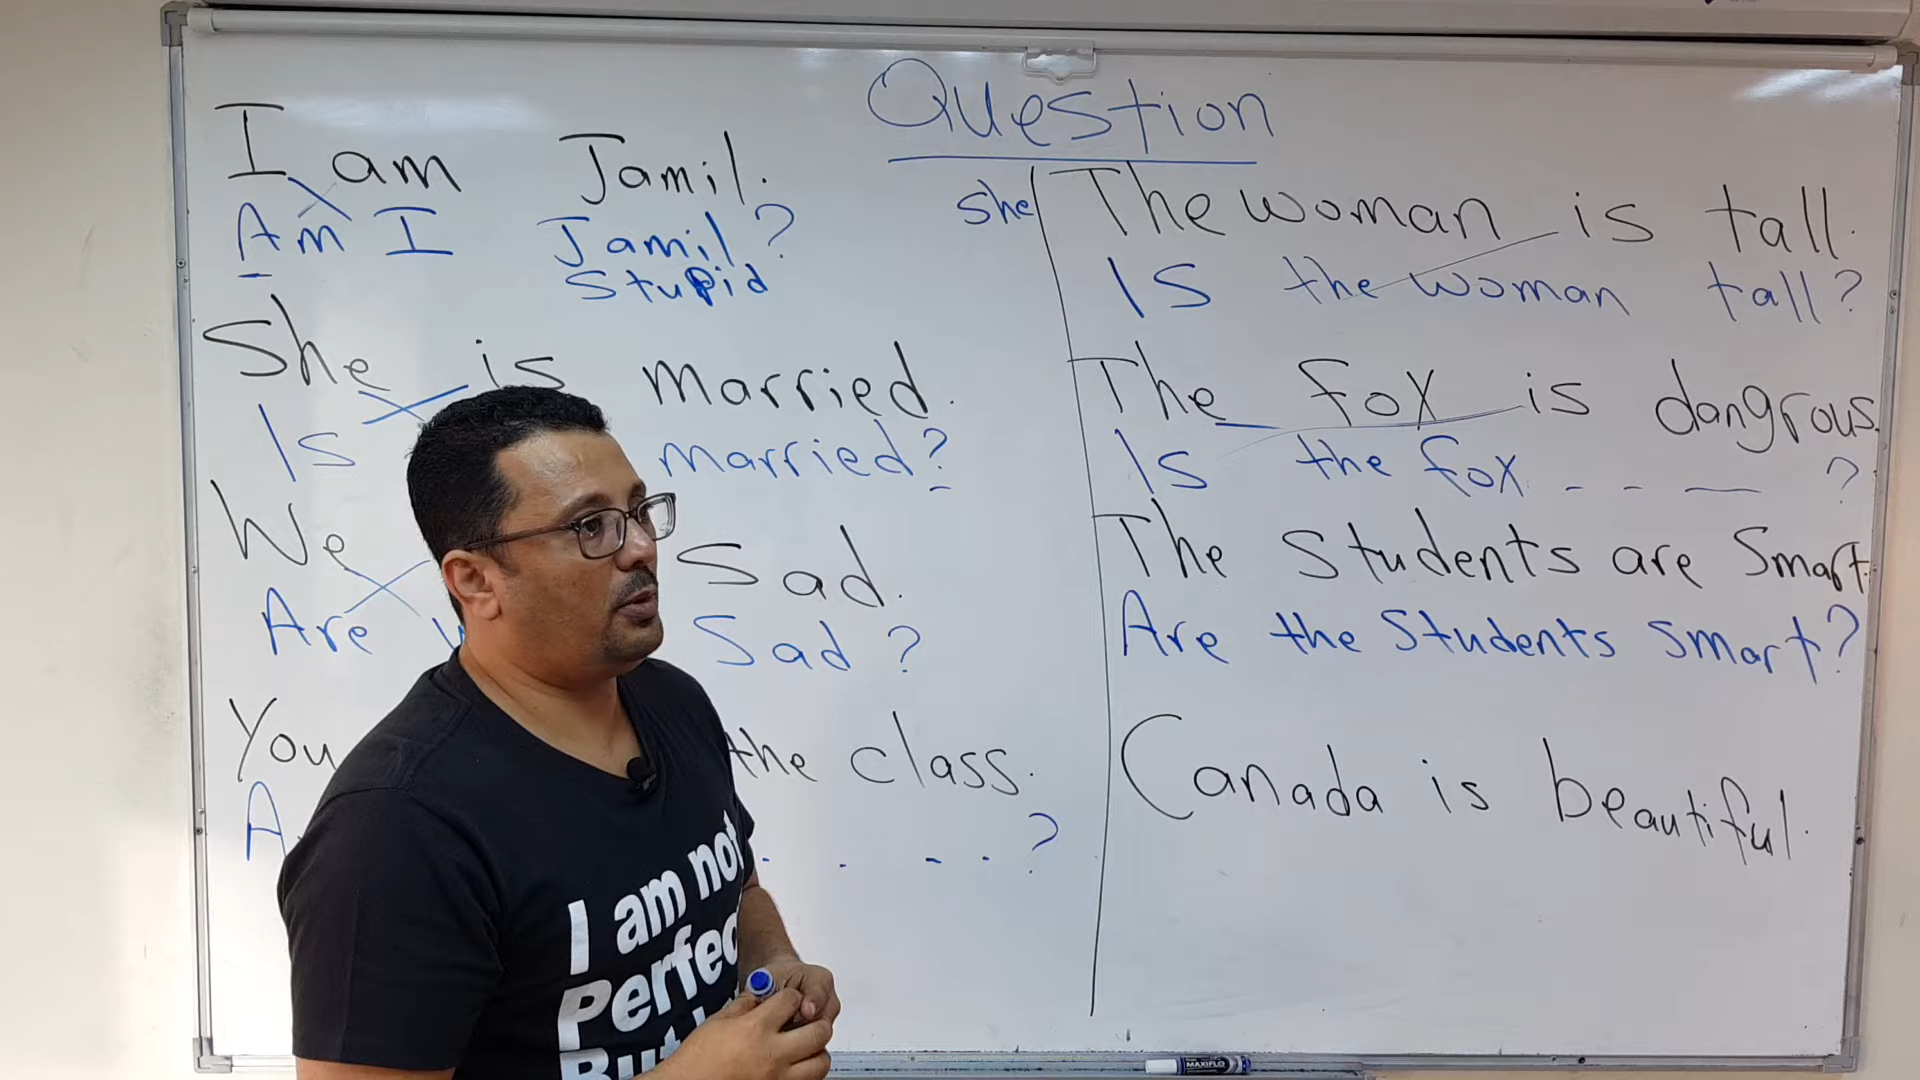 Question
I am Jamil.
Am I Jamil?
Stupid
She is married.
Is married?
We Sad.
Are Sad?
You the class.
?
she
The woman is tall.
Is the woman tall?
The fox is dangrous.
Is the fox - - - ?
The Students are Smart.
Are the Students Smart?
Canada is beautiful.
I am not
Perfec
MAXIFLO